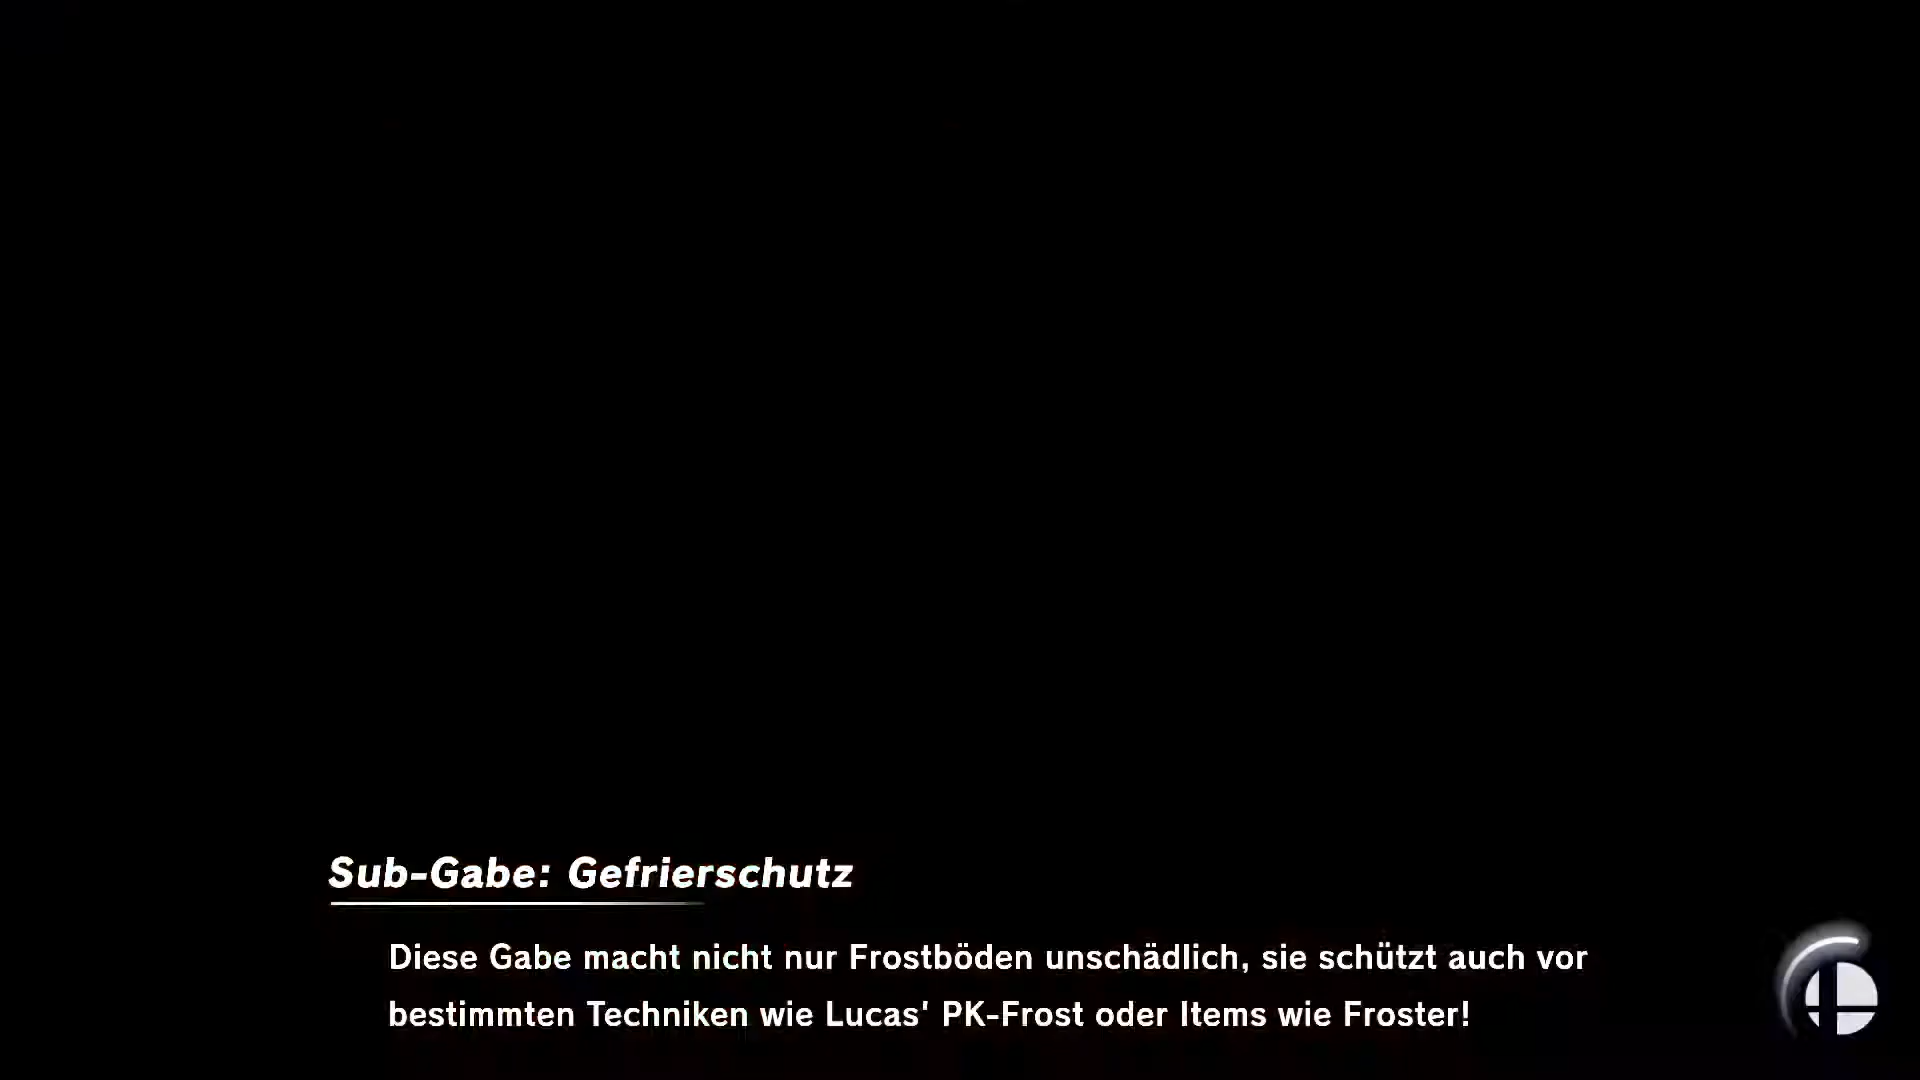 Sub-Gabe: Gefrierschutz
Diese Gabe macht nicht nur Frostböden unschädlich, sie schützt auch vor
bestimmten Techniken wie Lucas' PK-Frost oder Items wie Froster!